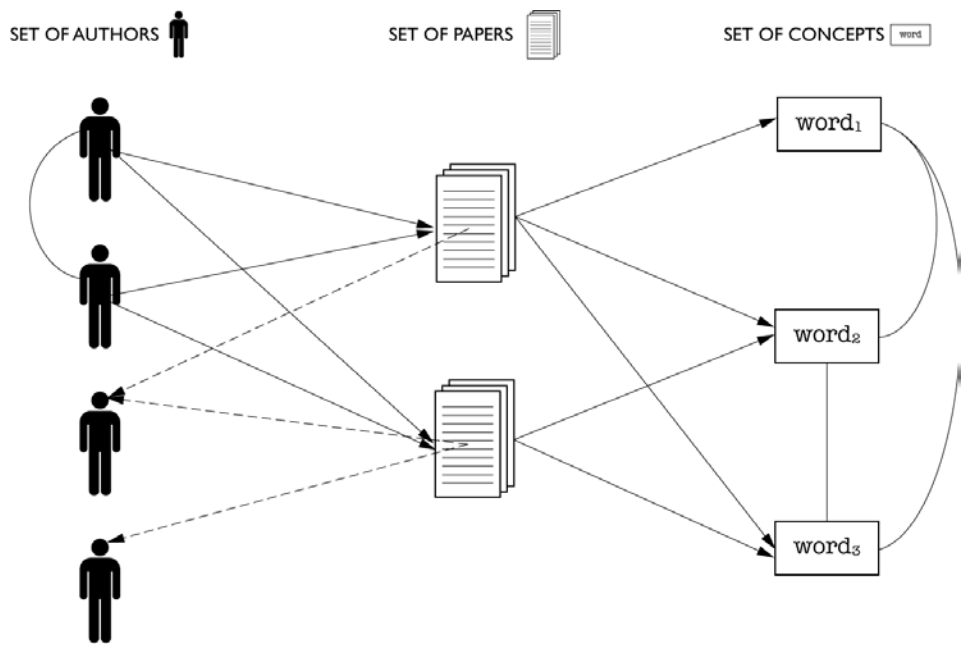 SET OF AUTHORS
SET OF PAPERS
SET OF CONCEPTS word
word₁
word₂
word₃